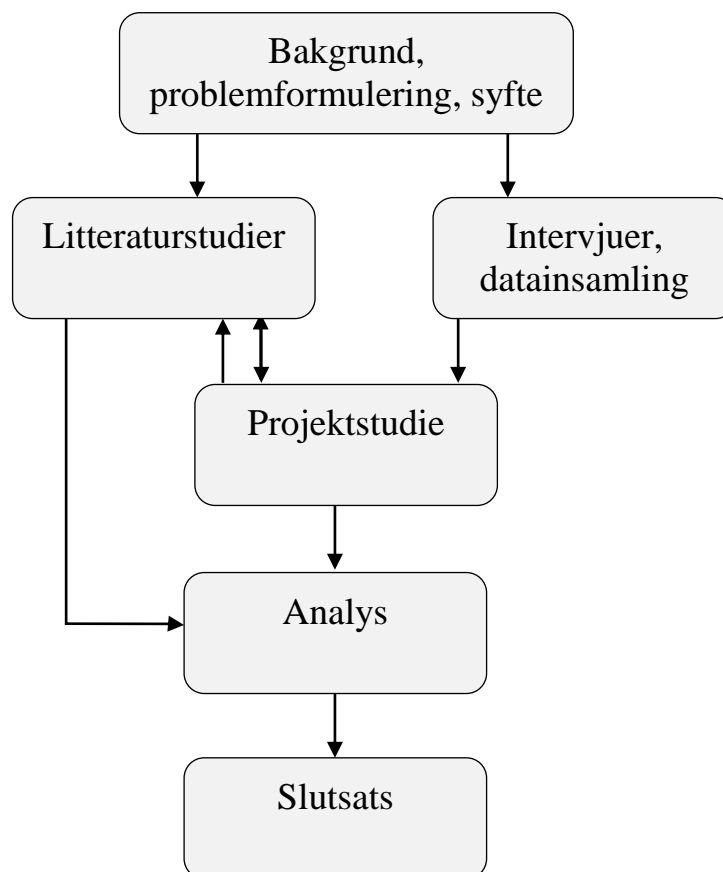 Bakgrund,
problemformulering, syfte
Litteraturstudier
Intervjuer,
datainsamling
Projektstudie
Analys
Slutsats